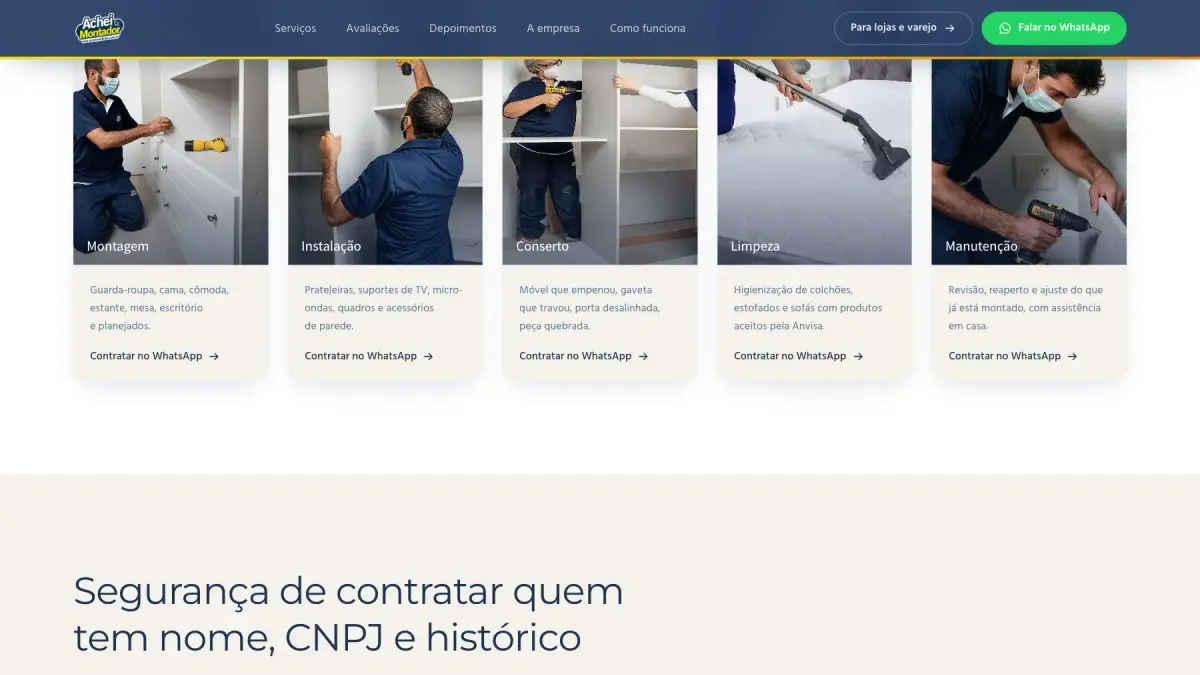 Achei
Montador
Serviços
Avaliações
Depoimentos
A empresa
Como funciona
Para lojas e varejo →
Falar no WhatsApp
Montagem
Guarda-roupa, cama, cômoda,
estante, mesa, escritório
e planejados.
Contratar no WhatsApp →
Instalação
Prateleiras, suportes de TV, micro-
ondas, quadros e acessórios
de parede.
Contratar no WhatsApp →
Conserto
Móvel que empenou, gaveta
que travou, porta desalinhada,
peça quebrada.
Contratar no WhatsApp →
Limpeza
Higienização de colchões,
estofados e sofás com produtos
aceitos pela Anvisa.
Contratar no WhatsApp →
Manutenção
Revisão, reaperto e ajuste do que
já está montado, com assistência
em casa.
Contratar no WhatsApp →
Segurança de contratar quem
tem nome, CNPJ e histórico